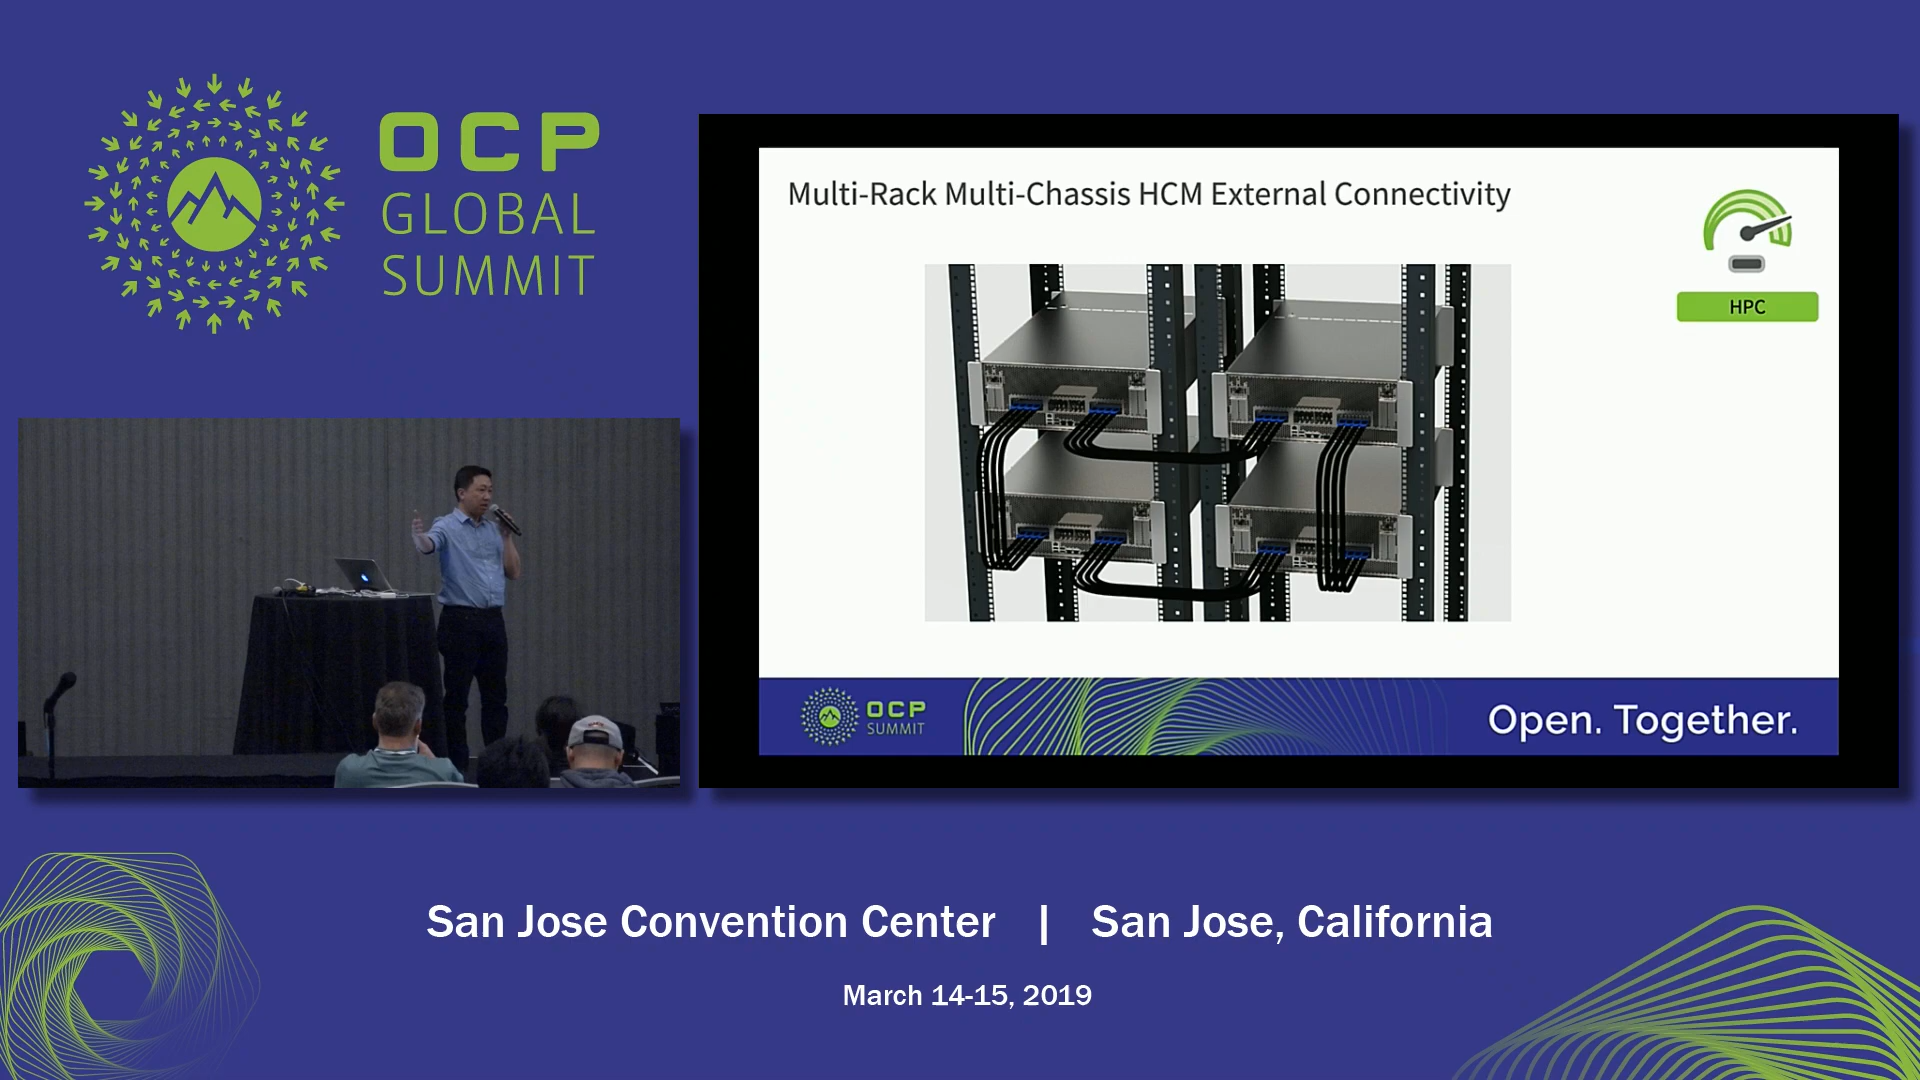 OCP
GLOBAL
SUMMIT
Multi-Rack Multi-Chassis HCM External Connectivity
HPC
OCP
SUMMIT
Open. Together.
San Jose Convention Center | San Jose, California
March 14-15, 2019